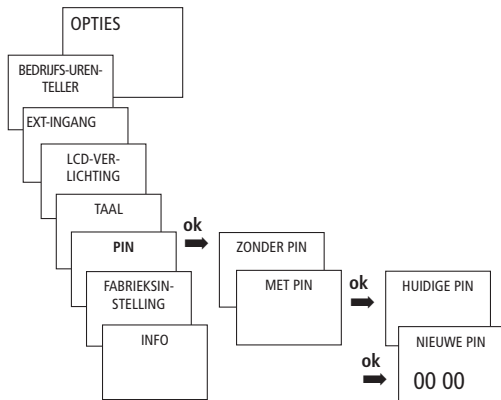 OPTIES
BEDRIJFS-UREN-
TELLER
EXT-INGANG
LCD-VER-
LICHTING
TAAL
PIN
FABRIEKSIN-
STELLING
INFO
ok
ZONDER PIN
MET PIN
ok
HUIDIGE PIN
ok
NIEUWE PIN
00 00